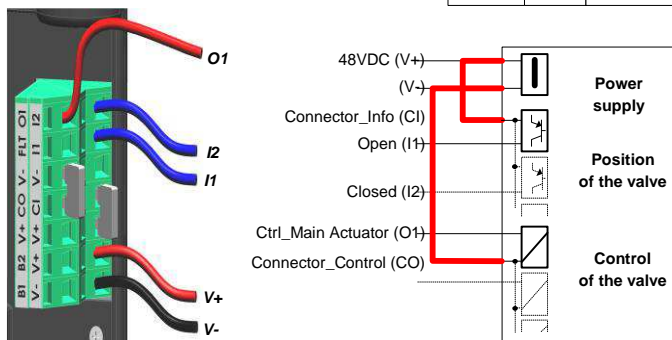 O1
I2
I1
V+
V-
B1 B2 V+ CO V- FLT O1
V- V+ V+ CI V- I1 I2
48VDC (V+)
(V-
Connector_Info (CI)
Open (I1)
Closed (I2)
Ctrl_Main Actuator (O1)
Connector_Control (CO)
Power
supply
Position
of the valve
Control
of the valve